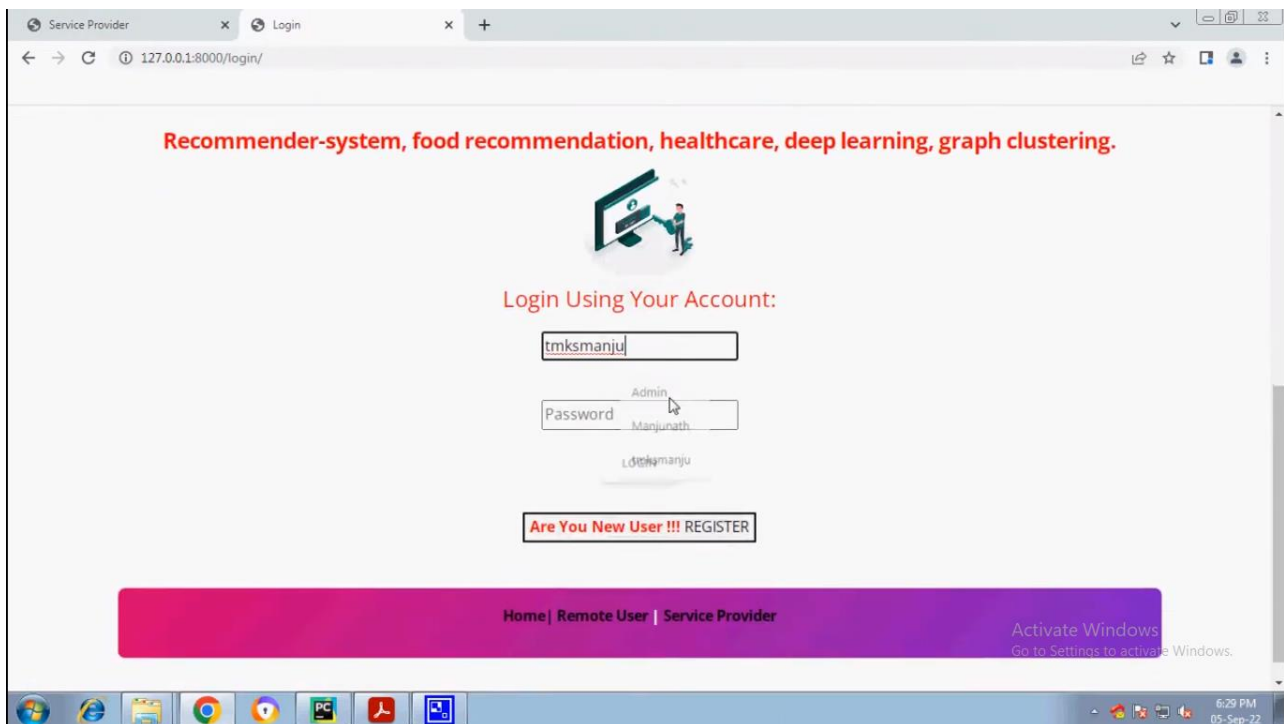 Service Provider
Login
127.0.0.1:8000/login/
Recommender-system, food recommendation, healthcare, deep learning, graph clustering.
Login Using Your Account:
tmksmanju
Admin
Password
Manjunath
tmksmanju
LOGIN
Are You New User !!! REGISTER
Home| Remote User | Service Provider
Activate Windows
Go to Settings to activate Windows.
PC
6:29 PM
05-Sep-22